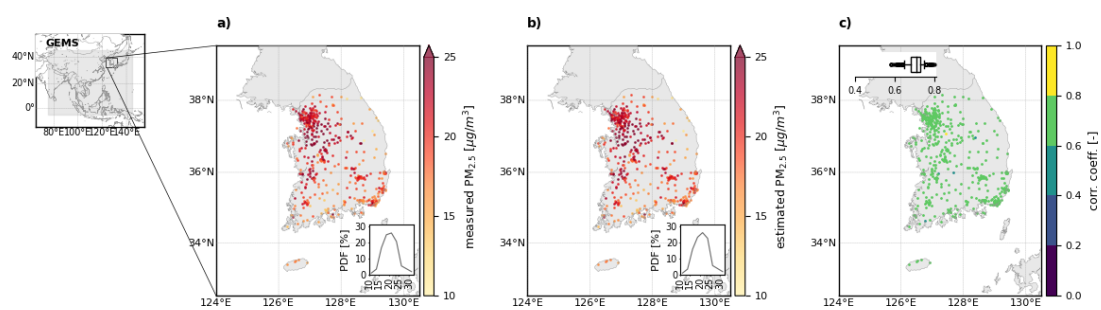 a)
b)
c)
GEMS
40°N
20°N
0°
80°E 100°E 120°E 140°E
38°N
36°N
34°N
124°E 126°E 128°E 130°E
25
20
15
10
measured PM2.5 [μg/m³]
PDF [%]
30
20
10
0
10 15 20 25 30
38°N
36°N
34°N
124°E 126°E 128°E 130°E
25
20
15
10
estimated PM2.5 [μg/m³]
PDF [%]
30
20
10
0
10 15 20 25 30
0.4 0.6 0.8
38°N
36°N
34°N
124°E 126°E 128°E 130°E
1.0
0.8
0.6
0.4
0.2
0.0
corr. coeff. [-]